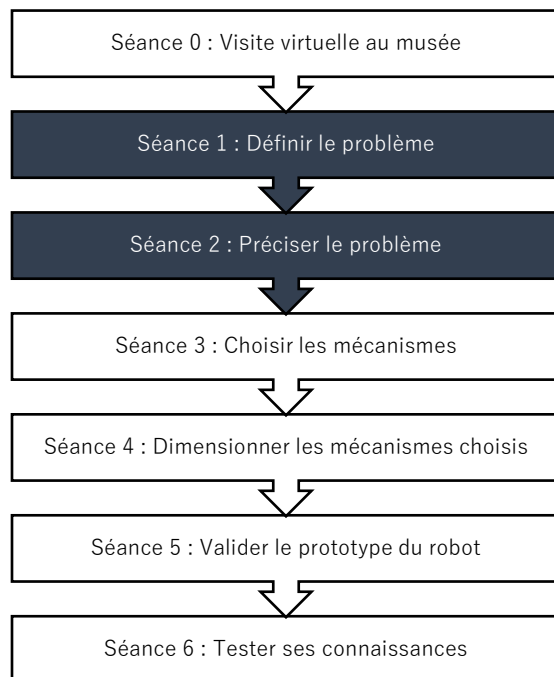 Séance 0 : Visite virtuelle au musée
Séance 1 : Définir le problème
Séance 2 : Préciser le problème
Séance 3 : Choisir les mécanismes
Séance 4 : Dimensionner les mécanismes choisis
Séance 5 : Valider le prototype du robot
Séance 6 : Tester ses connaissances